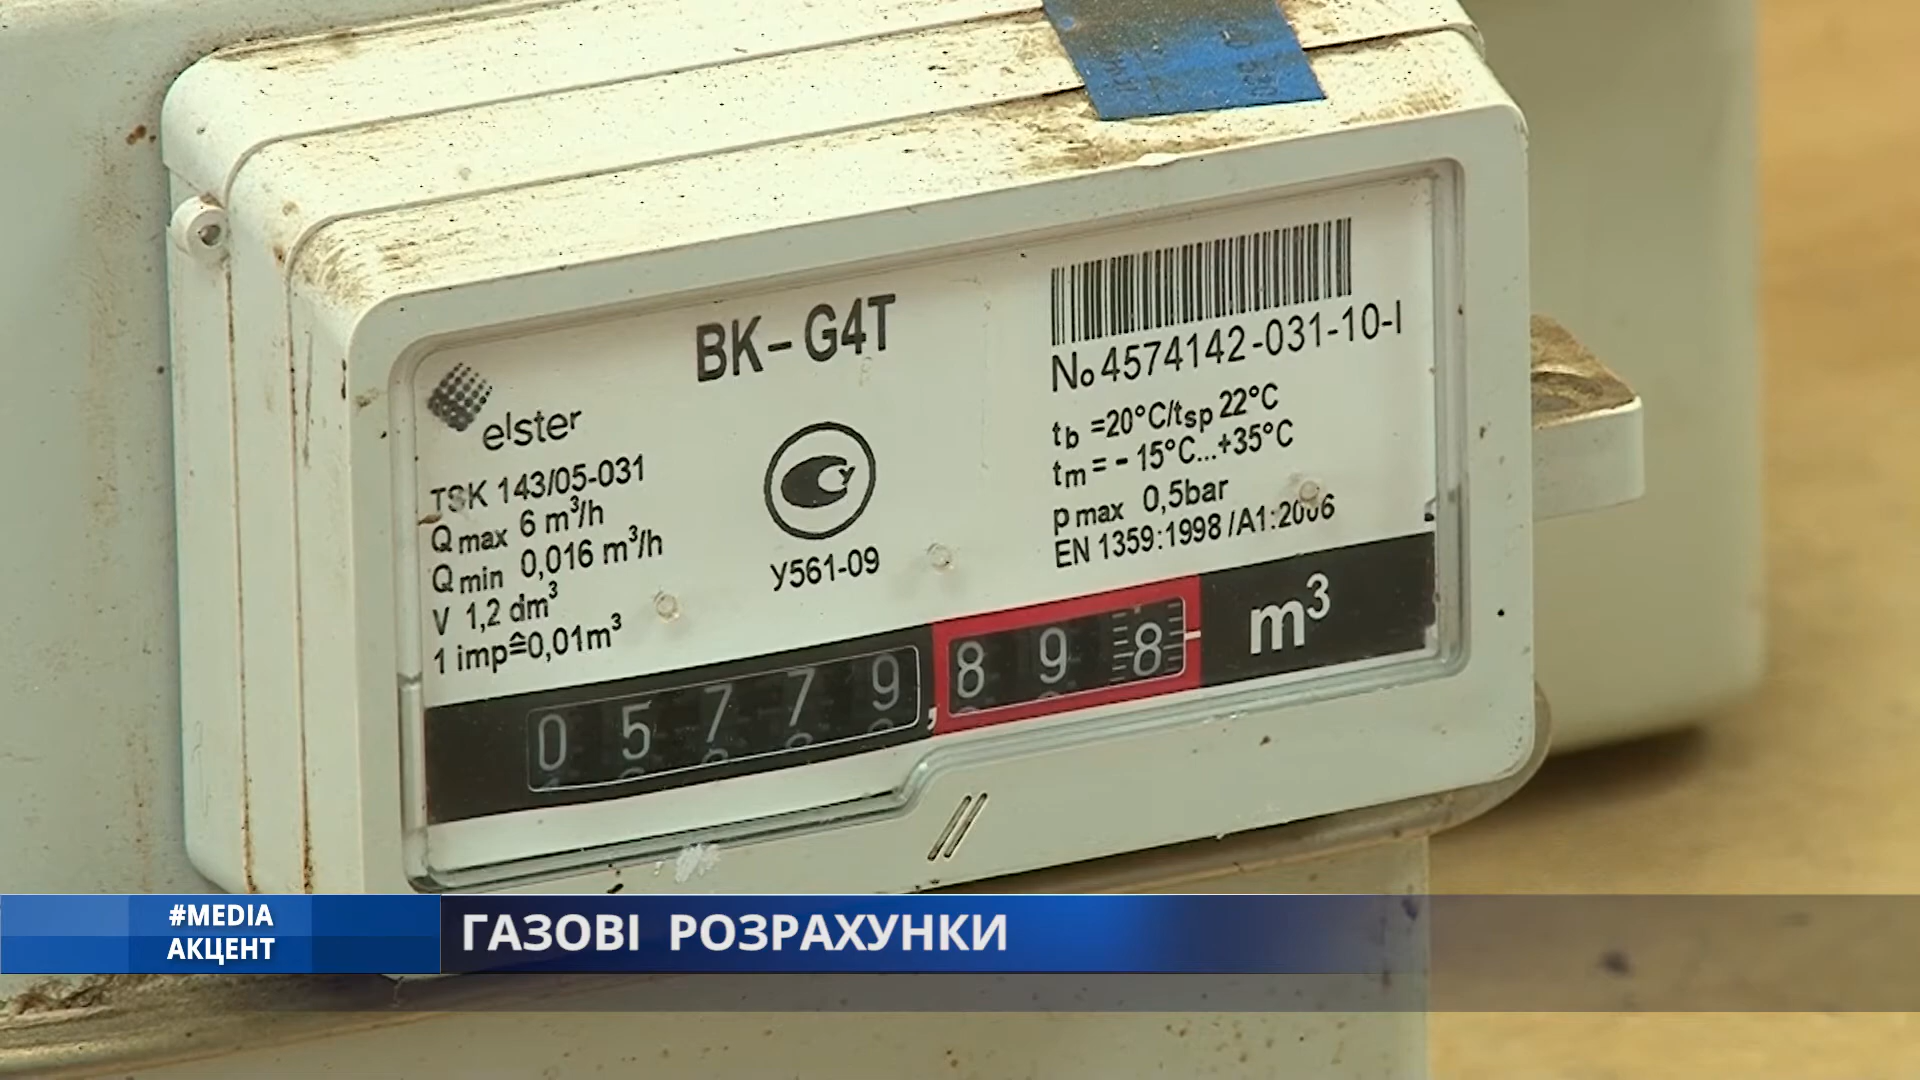 BK-G4T
No 4574142-031-10-I
elster
TSK 143/05-031
Q max 6 m³/h
Q min 0,016 m³/h
V 1,2 dm³
1 imp≙0,01m³
У561-09
tb =20°C/tsp 22°C
tm = -15°C...+35°C
p max 0,5bar
EN 1359:1998 /A1:2006
05779,898 m³
#MEDIA
АКЦЕНТ
ГАЗОВІ РОЗРАХУНКИ